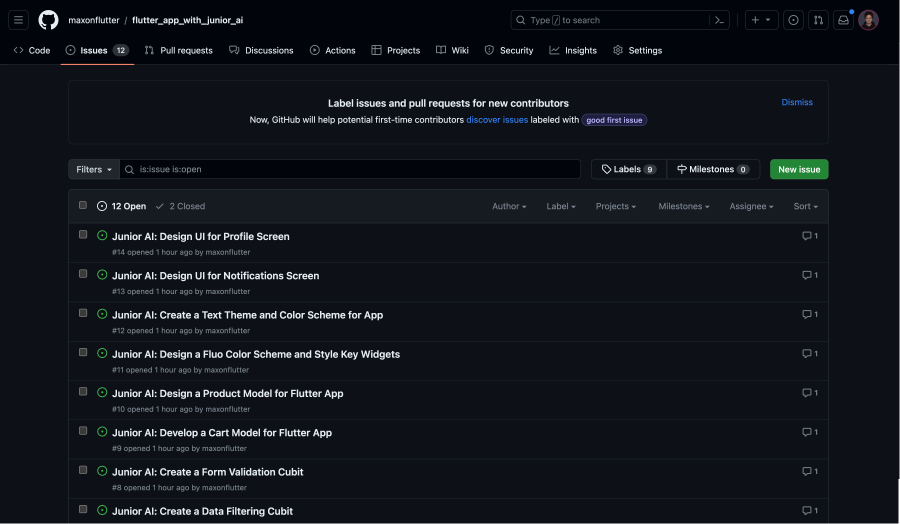 maxonflutter / flutter_app_with_junior_ai
Type / to search
Code Issues 12 Pull requests Discussions Actions Projects Wiki Security Insights Settings
Label issues and pull requests for new contributors
Dismiss
Now, GitHub will help potential first-time contributors discover issues labeled with good first issue
Filters is:issue is:open Labels 9 Milestones 0 New issue
12 Open 2 Closed Author Label Projects Milestones Assignee Sort
Junior AI: Design UI for Profile Screen 1
#14 opened 1 hour ago by maxonflutter
Junior AI: Design UI for Notifications Screen 1
#13 opened 1 hour ago by maxonflutter
Junior AI: Create a Text Theme and Color Scheme for App 1
#12 opened 1 hour ago by maxonflutter
Junior AI: Design a Fluo Color Scheme and Style Key Widgets 1
#11 opened 1 hour ago by maxonflutter
Junior AI: Design a Product Model for Flutter App 1
#10 opened 1 hour ago by maxonflutter
Junior AI: Develop a Cart Model for Flutter App 1
#9 opened 1 hour ago by maxonflutter
Junior AI: Create a Form Validation Cubit 1
#8 opened 1 hour ago by maxonflutter
Junior AI: Create a Data Filtering Cubit 1